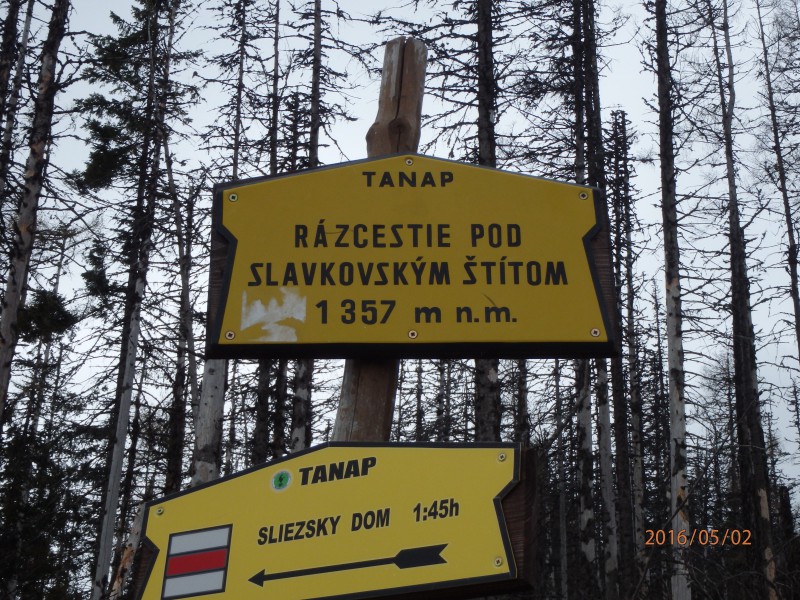 TANAP
RÁZCESTIE POD
SLAVKOVSKÝM ŠTÍTOM
1 357 m n.m.
TANAP
SLIEZSKY DOM 1:45h
2016/05/02